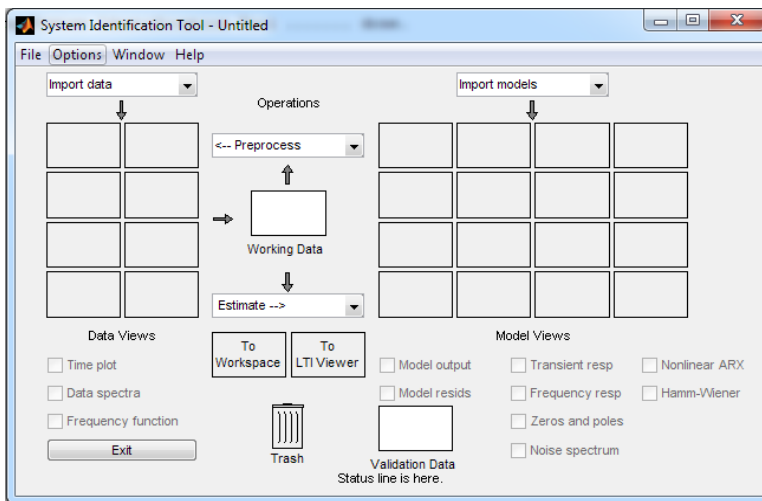 System Identification Tool - Untitled
File Options Window Help
Import data
Operations
Import models
<-- Preprocess
Working Data
Estimate -->
Data Views
To Workspace
To LTI Viewer
Model Views
Time plot
Data spectra
Frequency function
Exit
Trash
Model output
Model resids
Transient resp
Frequency resp
Zeros and poles
Noise spectrum
Nonlinear ARX
Hamm-Wiener
Validation Data
Status line is here.